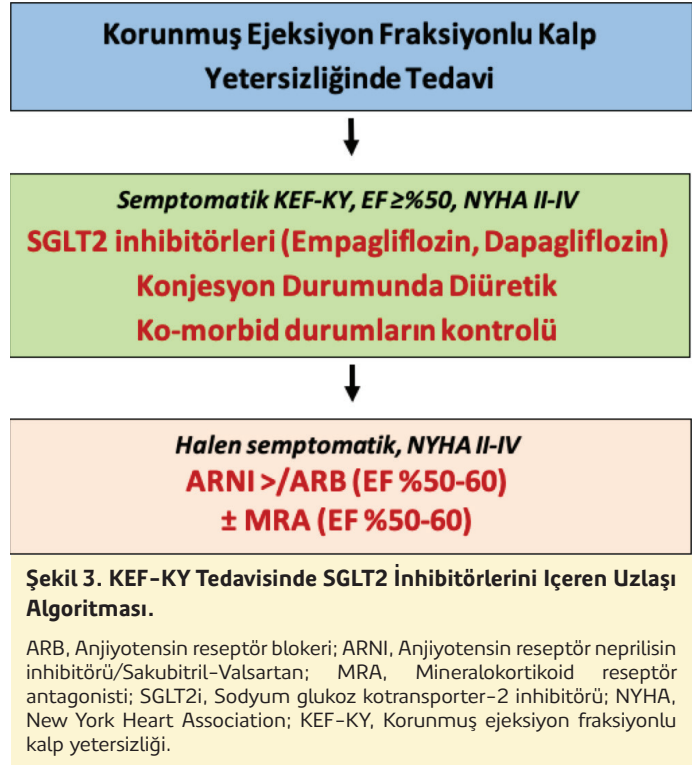 Korunmuş Ejeksiyon Fraksiyonlu Kalp
Yetersizliğinde Tedavi
Semptomatik KEF-KY, EF ≥%50, NYHA II-IV
SGLT2 inhibitörleri (Empagliflozin, Dapagliflozin)
Konjesyon Durumunda Diüretik
Ko-morbid durumların kontrolü
Halen semptomatik, NYHA II-IV
ARNI >/ARB (EF %50-60)
± MRA (EF %50-60)
Şekil 3. KEF-KY Tedavisinde SGLT2 İnhibitörlerini Içeren Uzlaşı
Algoritması.
ARB, Anjiyotensin reseptör blokeri; ARNI, Anjiyotensin reseptör neprilisin
inhibitörü/Sakubitril-Valsartan; MRA, Mineralokortikoid reseptör
antagonisti; SGLT2i, Sodyum glukoz kotransporter-2 inhibitörü; NYHA,
New York Heart Association; KEF-KY, Korunmuş ejeksiyon fraksiyonlu
kalp yetersizliği.